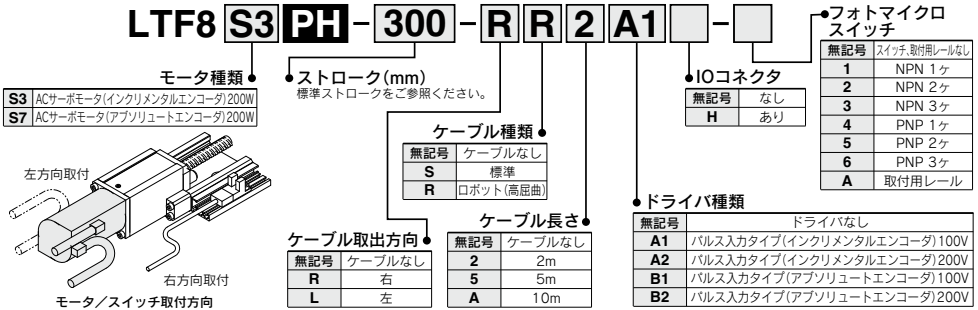 LTF8 S3 PH - 300 - R R 2 A1 □ - □
フォトマイクロ
スイッチ
無記号 スイッチ、取付用レールなし
1 NPN 1ヶ
2 NPN 2ヶ
3 NPN 3ヶ
4 PNP 1ヶ
5 PNP 2ヶ
6 PNP 3ヶ
A 取付用レール
モータ種類
S3 ACサーボモータ(インクリメンタルエンコーダ)200W
S7 ACサーボモータ(アブソリュートエンコーダ)200W
ストローク(mm)
標準ストロークをご参照ください。
IOコネクタ
無記号 なし
H あり
ケーブル種類
無記号 ケーブルなし
S 標準
R ロボット(高屈曲)
左方向取付
右方向取付
モータ/スイッチ取付方向
ケーブル取出方向
無記号 ケーブルなし
R 右
L 左
ケーブル長さ
無記号 ケーブルなし
2 2m
5 5m
A 10m
ドライバ種類
無記号 ドライバなし
A1 パルス入力タイプ(インクリメンタルエンコーダ)100V
A2 パルス入力タイプ(インクリメンタルエンコーダ)200V
B1 パルス入力タイプ(アブソリュートエンコーダ)100V
B2 パルス入力タイプ(アブソリュートエンコーダ)200V